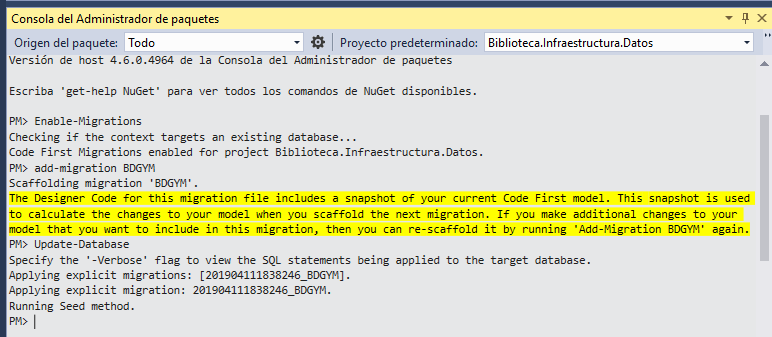 Consola del Administrador de paquetes
Origen del paquete: Todo Proyecto predeterminado: Biblioteca.Infraestructura.Datos
Versión de host 4.6.0.4964 de la Consola del Administrador de paquetes
Escriba 'get-help NuGet' para ver todos los comandos de NuGet disponibles.
PM> Enable-Migrations
Checking if the context targets an existing database...
Code First Migrations enabled for project Biblioteca.Infraestructura.Datos.
PM> add-migration BDGYM
Scaffolding migration 'BDGYM'.
The Designer Code for this migration file includes a snapshot of your current Code First model. This snapshot is used
to calculate the changes to your model when you scaffold the next migration. If you make additional changes to your
model that you want to include in this migration, then you can re-scaffold it by running 'Add-Migration BDGYM' again.
PM> Update-Database
Specify the '-Verbose' flag to view the SQL statements being applied to the target database.
Applying explicit migrations: [201904111838246_BDGYM].
Applying explicit migration: 201904111838246_BDGYM.
Running Seed method.
PM>